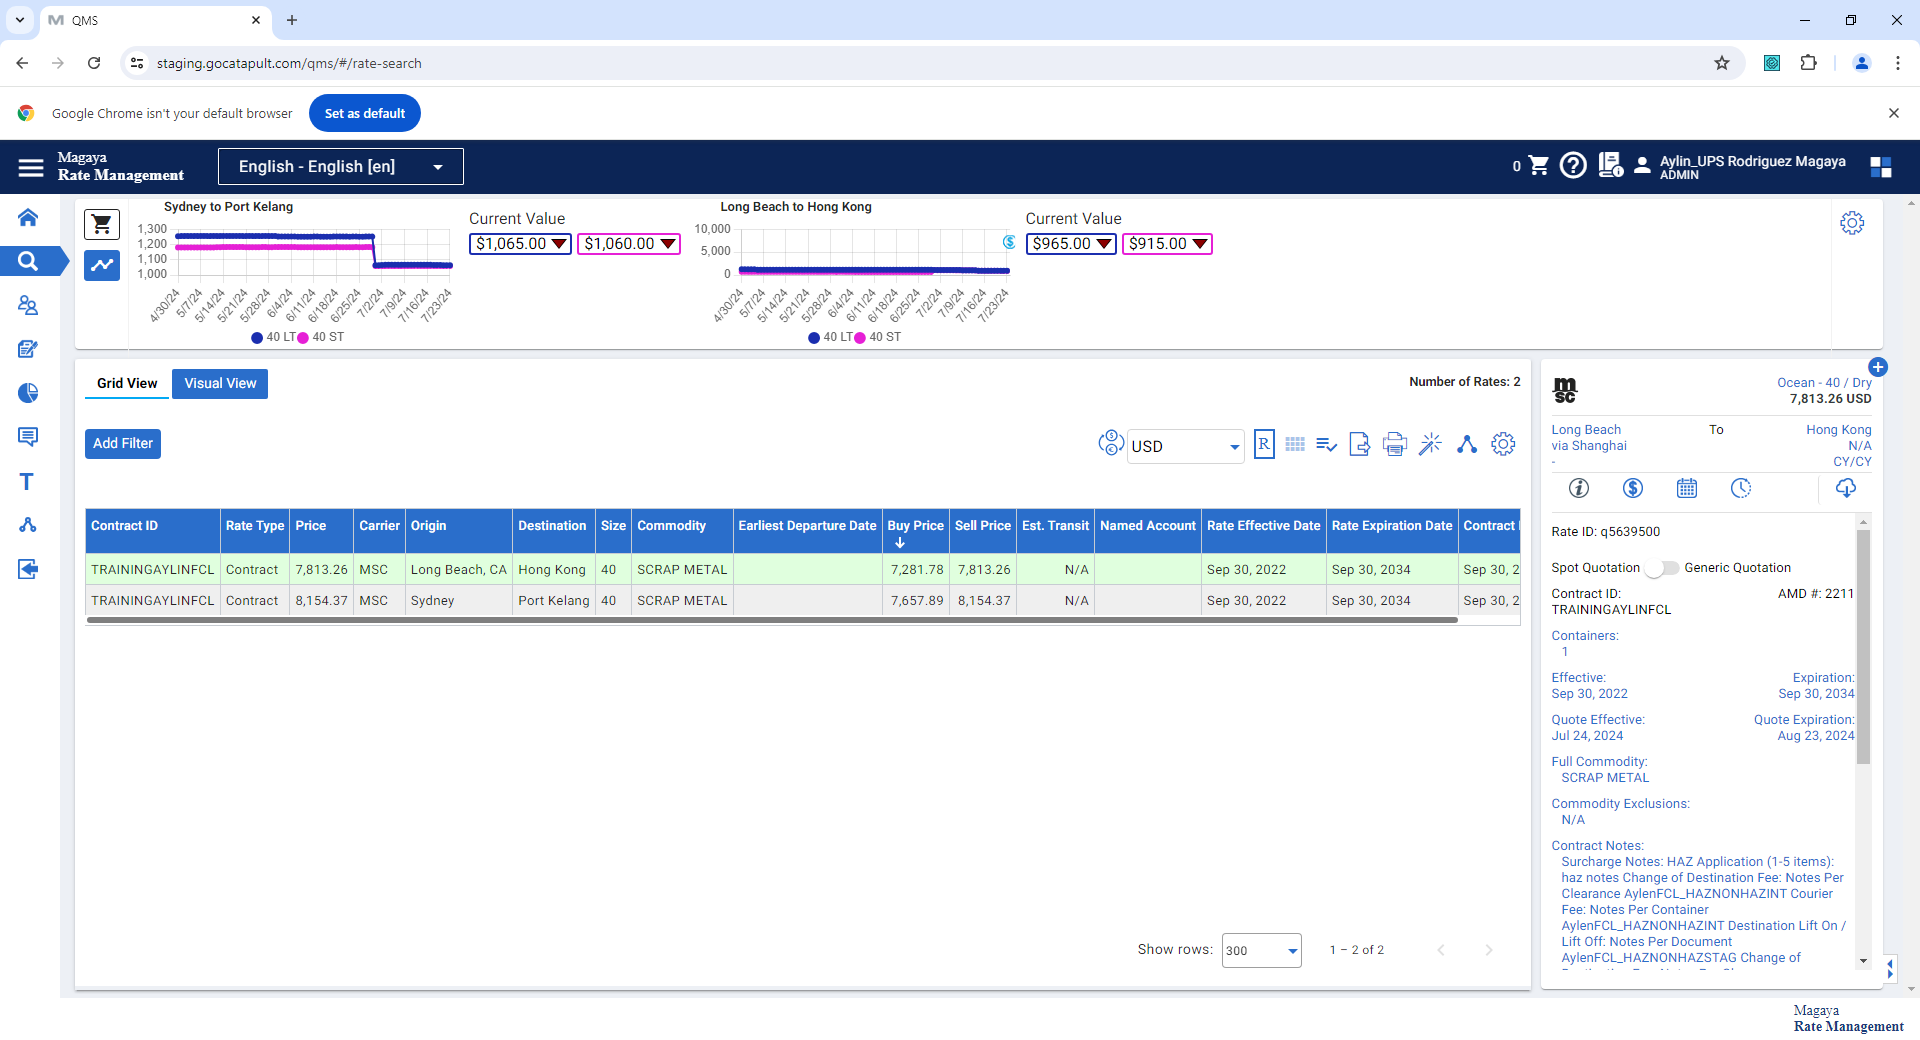 QMS
staging.gocatapult.com/qms/#/rate-search
Google Chrome isn't your default browser
Set as default
Magaya
Rate Management
English - English [en]
0
Aylin_UPS Rodriguez Magaya
ADMIN
Sydney to Port Kelang
1,300
1,200
1,100
1,000
4/30/24
5/7/24
5/14/24
5/21/24
5/28/24
6/4/24
6/11/24
6/18/24
6/25/24
7/2/24
7/9/24
7/16/24
7/23/24
40 LT
40 ST
Current Value
$1,065.00
$1,060.00
Long Beach to Hong Kong
10,000
5,000
0
4/30/24
5/7/24
5/14/24
5/21/24
5/28/24
6/4/24
6/11/24
6/18/24
6/25/24
7/2/24
7/9/24
7/16/24
7/23/24
40 LT
40 ST
Current Value
$965.00
$915.00
Grid View
Visual View
Number of Rates: 2
Add Filter
USD
R
Contract ID Rate Type Price Carrier Origin Destination Size Commodity Earliest Departure Date Buy Price Sell Price Est. Transit Named Account Rate Effective Date Rate Expiration Date Contract
TRAININGAYLINFCL Contract 7,813.26 MSC Long Beach, CA Hong Kong 40 SCRAP METAL 7,281.78 7,813.26 N/A Sep 30, 2022 Sep 30, 2034 Sep 30, 2
TRAININGAYLINFCL Contract 8,154.37 MSC Sydney Port Kelang 40 SCRAP METAL 7,657.89 8,154.37 N/A Sep 30, 2022 Sep 30, 2034 Sep 30, 2
Show rows: 300 1 – 2 of 2
msc
Ocean - 40 / Dry
7,813.26 USD
Long Beach To Hong Kong
via Shanghai N/A
- CY/CY
Rate ID: q5639500
Spot Quotation Generic Quotation
Contract ID: AMD #: 2211
TRAININGAYLINFCL
Containers:
1
Effective: Expiration:
Sep 30, 2022 Sep 30, 2034
Quote Effective: Quote Expiration:
Jul 24, 2024 Aug 23, 2024
Full Commodity:
SCRAP METAL
Commodity Exclusions:
N/A
Contract Notes:
Surcharge Notes: HAZ Application (1-5 items):
haz notes Change of Destination Fee: Notes Per
Clearance AylenFCL_HAZNONHAZINT Courier
Fee: Notes Per Container
AylenFCL_HAZNONHAZINT Destination Lift On /
Lift Off: Notes Per Document
AylenFCL_HAZNONHAZSTAG Change of
Magaya
Rate Management